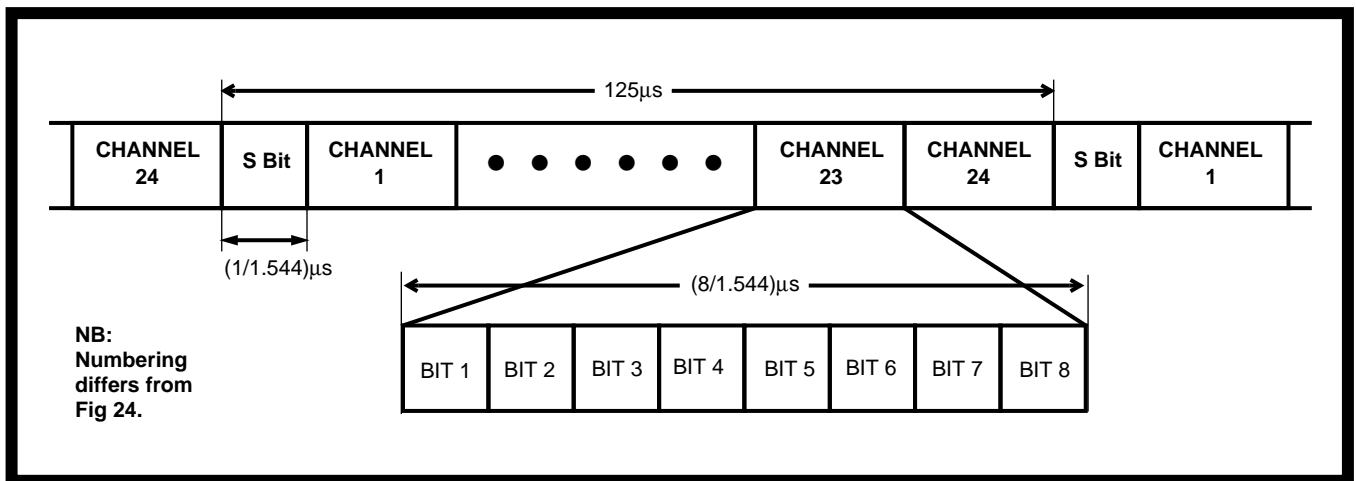 125μs
CHANNEL 24
S Bit
CHANNEL 1
CHANNEL 23
CHANNEL 24
S Bit
CHANNEL 1
(1/1.544)μs
(8/1.544)μs
NB:
Numbering
differs from
Fig 24.
BIT 1 BIT 2 BIT 3 BIT 4 BIT 5 BIT 6 BIT 7 BIT 8